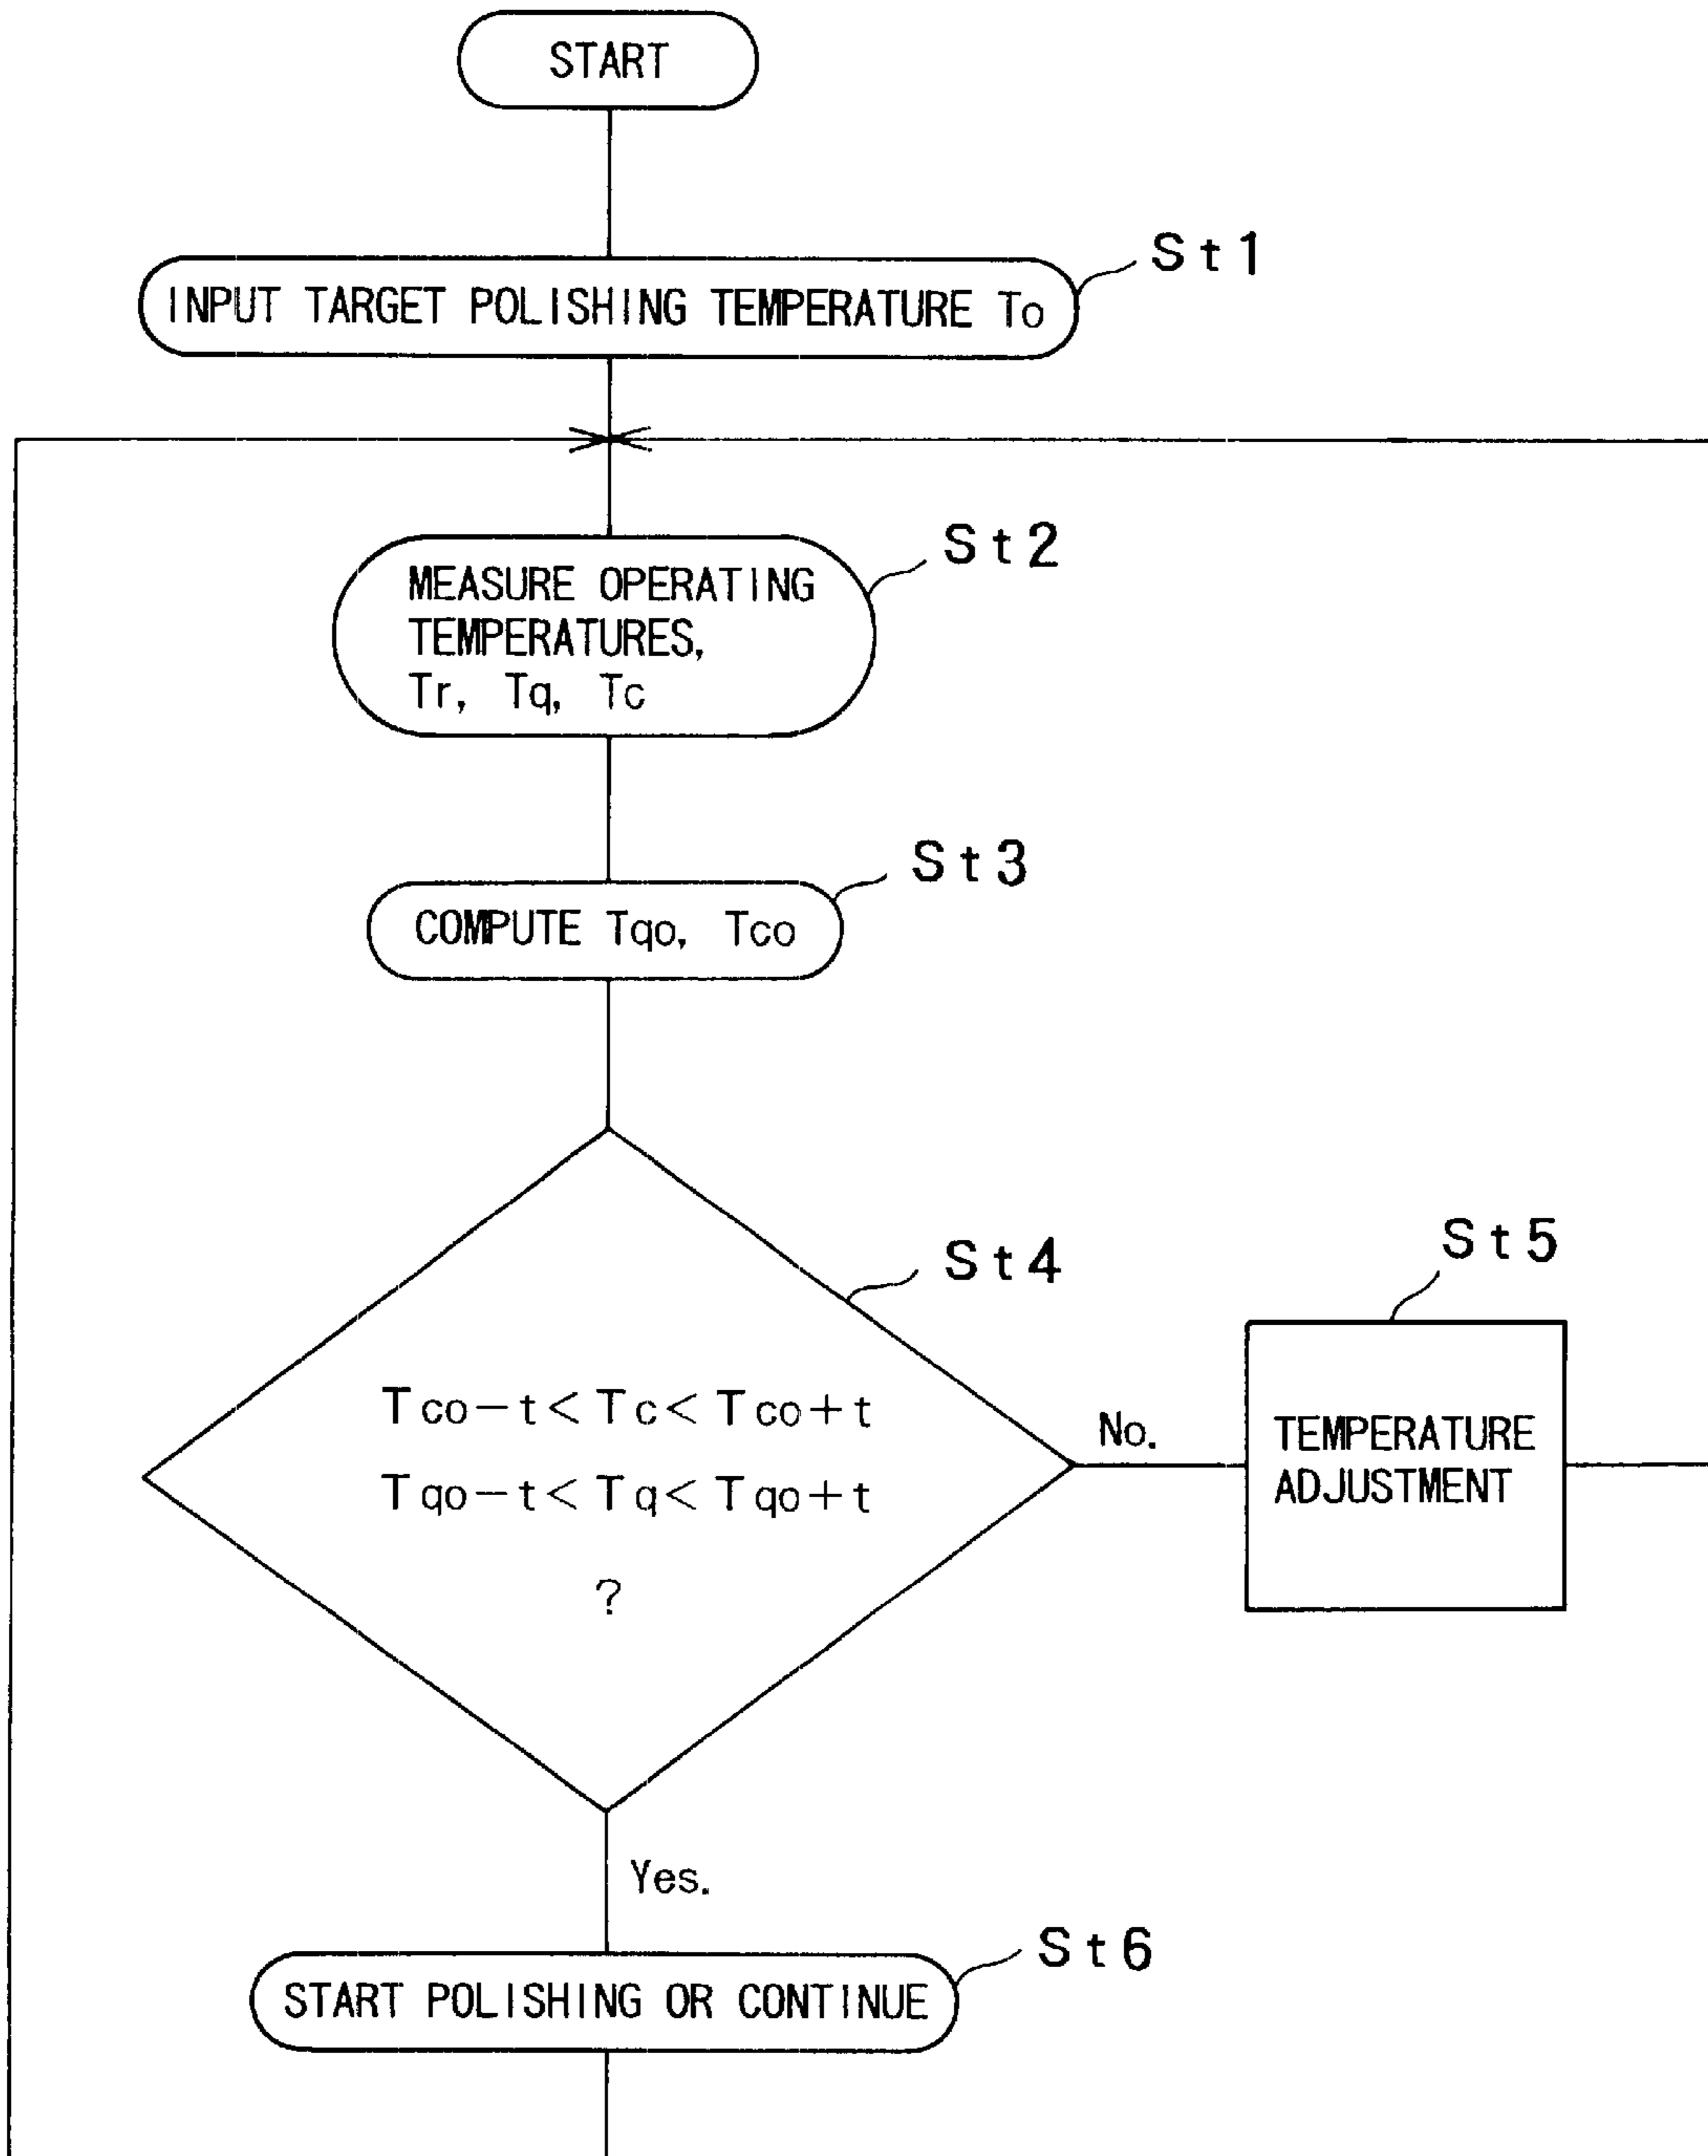 START
St1
INPUT TARGET POLISHING TEMPERATURE To
St2
MEASURE OPERATING
TEMPERATURES,
Tr, Tq, Tc
St3
COMPUTE Tqo, Tco
St4
St5
Tco-t<Tc<Tco+t
No.
TEMPERATURE
ADJUSTMENT
Tqo-t<Tq<Tqo+t
?
Yes.
St6
START POLISHING OR CONTINUE